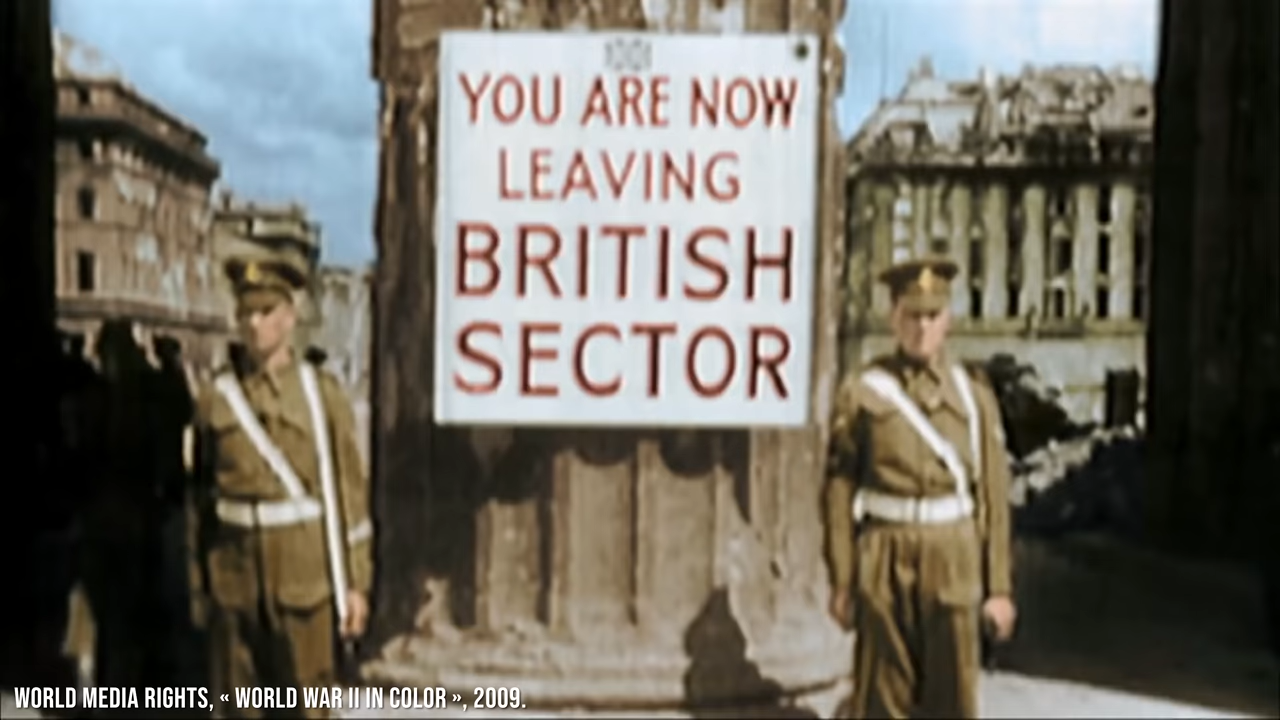 YOU ARE NOW
LEAVING
BRITISH
SECTOR
WORLD MEDIA RIGHTS, « WORLD WAR II IN COLOR », 2009.